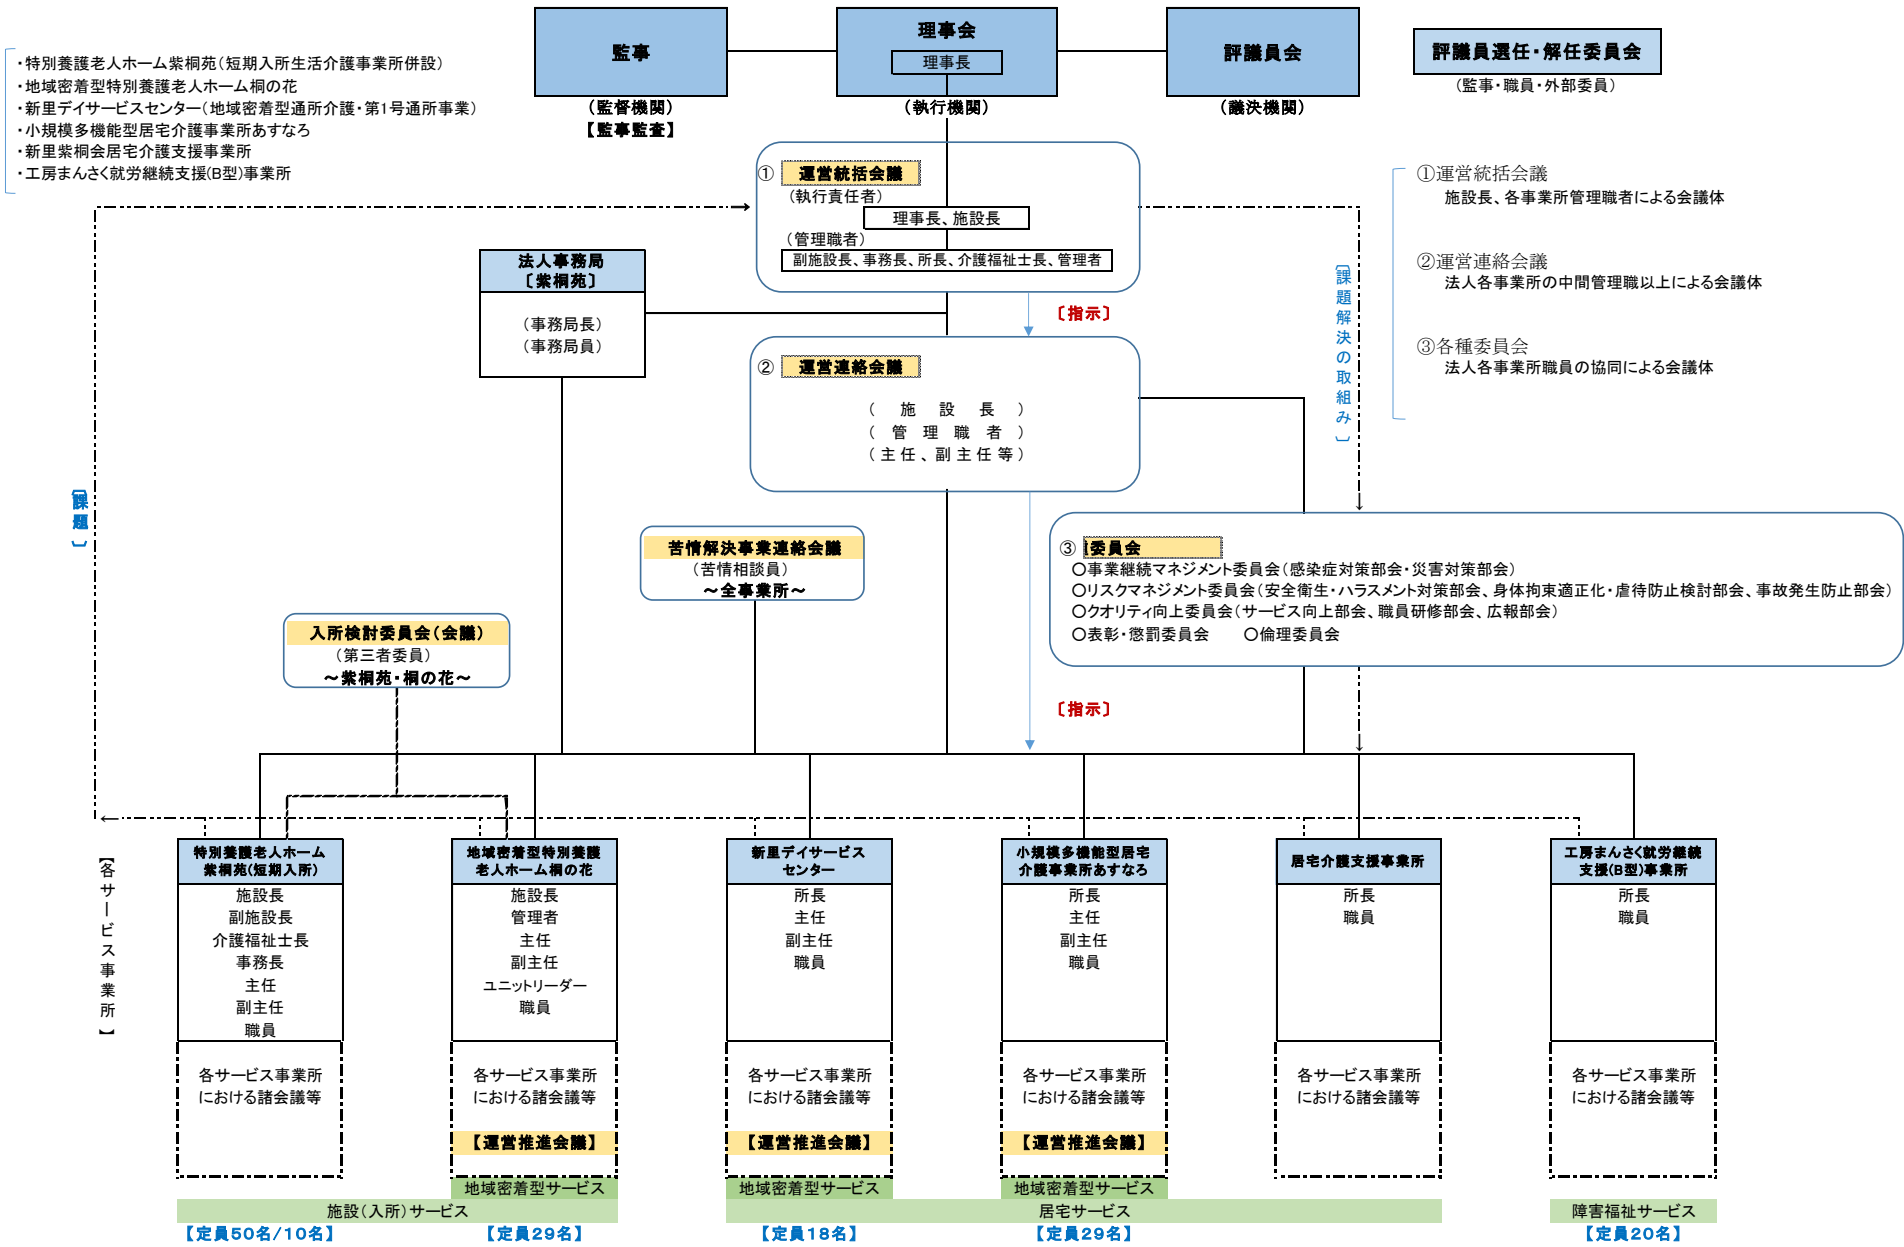 監事
理事会
理事長
評議員会
評議員選任・解任委員会
(監督機関)
【監事監査】
(執行機関)
(議決機関)
(監事・職員・外部委員)
・特別養護老人ホーム紫桐苑(短期入所生活介護事業所併設)
・地域密着型特別養護老人ホーム桐の花
・新里デイサービスセンター(地域密着型通所介護・第1号通所事業)
・小規模多機能型居宅介護事業所あすなろ
・新里紫桐会居宅介護支援事業所
・工房まんさく就労継続支援(B型)事業所
① 運営統括会議
(執行責任者)
理事長、施設長
(管理職者)
副施設長、事務長、所長、介護福祉士長、管理者
①運営統括会議
施設長、各事業所管理職者による会議体
②運営連絡会議
法人各事業所の中間管理職以上による会議体
③各種委員会
法人各事業所職員の協同による会議体
法人事務局
〔紫桐苑〕
(事務局長)
(事務局員)
〔指示〕
〔課題解決の取組み〕
② 運営連絡会議
( 施 設 長 )
( 管 理 職 者 )
(主任、副主任等)
〔課題〕
苦情解決事業連絡会議
(苦情相談員)
~全事業所~
入所検討委員会(会議)
(第三者委員)
~紫桐苑・桐の花~
③ 委員会
○事業継続マネジメント委員会(感染症対策部会・災害対策部会)
○リスクマネジメント委員会(安全衛生・ハラスメント対策部会、身体拘束適正化・虐待防止検討部会、事故発生防止部会)
○クオリティ向上委員会(サービス向上部会、職員研修部会、広報部会)
○表彰・懲罰委員会 ○倫理委員会
〔指示〕
【各サービス事業所】
特別養護老人ホーム
紫桐苑(短期入所)
施設長
副施設長
介護福祉士長
事務長
主任
副主任
職員
各サービス事業所
における諸会議等
地域密着型特別養護
老人ホーム桐の花
施設長
管理者
主任
副主任
ユニットリーダー
職員
各サービス事業所
における諸会議等
【運営推進会議】
地域密着型サービス
新里デイサービス
センター
所長
主任
副主任
職員
各サービス事業所
における諸会議等
【運営推進会議】
地域密着型サービス
小規模多機能型居宅
介護事業所あすなろ
所長
主任
副主任
職員
各サービス事業所
における諸会議等
【運営推進会議】
地域密着型サービス
居宅介護支援事業所
所長
職員
各サービス事業所
における諸会議等
工房まんさく就労継続
支援(B型)事業所
所長
職員
各サービス事業所
における諸会議等
施設(入所)サービス
居宅サービス
障害福祉サービス
【定員50名/10名】
【定員29名】
【定員18名】
【定員29名】
【定員20名】